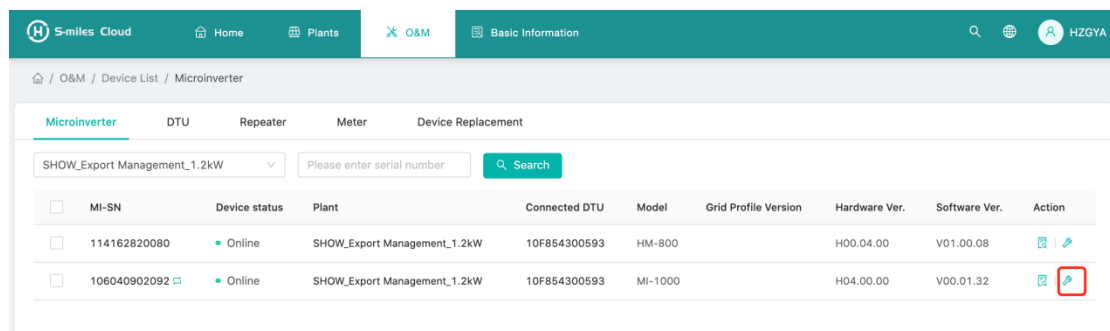 S-miles Cloud Home Plants O&M Basic Information HZGYA
/ O&M / Device List / Microinverter
Microinverter DTU Repeater Meter Device Replacement
SHOW_Export Management_1.2kW Please enter serial number Search
MI-SN Device status Plant Connected DTU Model Grid Profile Version Hardware Ver. Software Ver. Action
114162820080 Online SHOW_Export Management_1.2kW 10F854300593 HM-800 H00.04.00 V01.00.08
106040902092 Online SHOW_Export Management_1.2kW 10F854300593 MI-1000 H04.00.00 V00.01.32